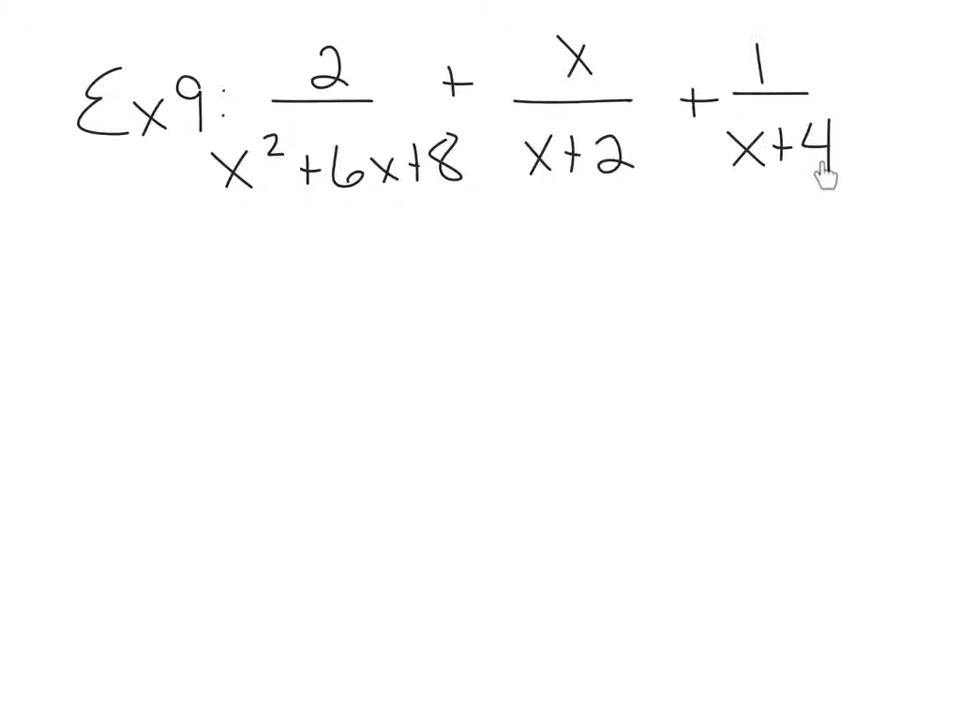 Ex9: 2/(x²+6x+8) + x/(x+2) + 1/(x+4)